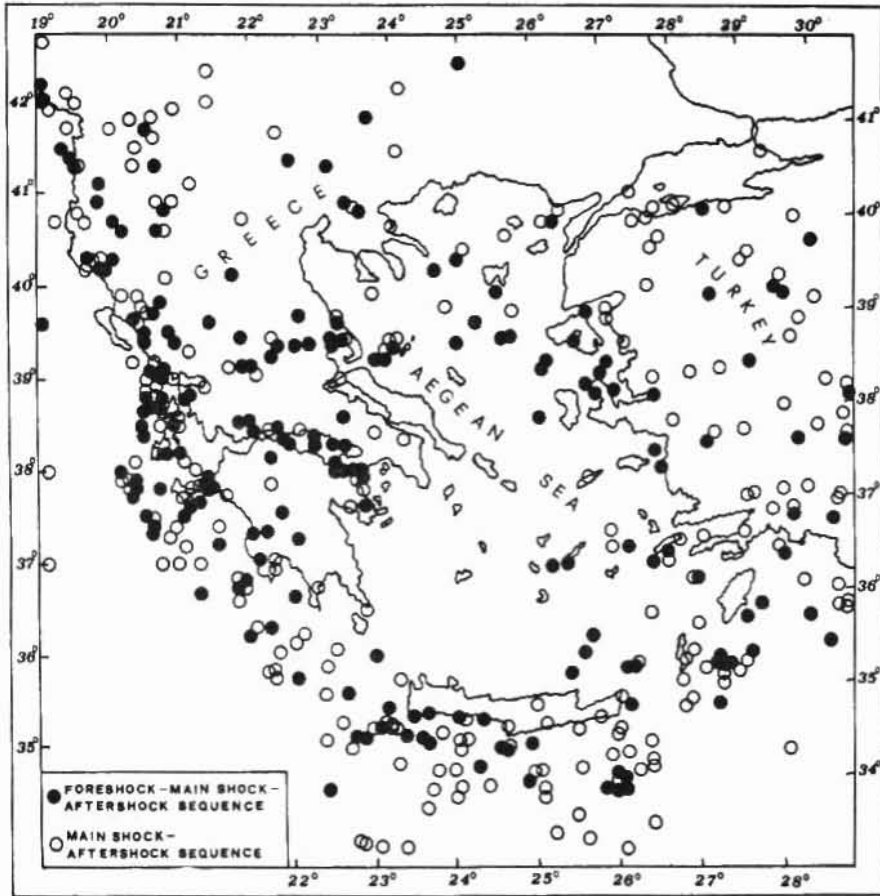 19° 20° 21° 22° 23° 24° 25° 26° 27° 28° 29° 30°
42°
41°
40°
39°
38°
37°
36°
35°
41°
40°
39°
38°
37°
36°
35°
34°
GREECE
TURKEY
AEGEAN
SEA
FORESHOCK-MAIN SHOCK-
AFTERSHOCK SEQUENCE
MAIN SHOCK-
AFTERSHOCK SEQUENCE
22° 23° 24° 25° 26° 27° 28°